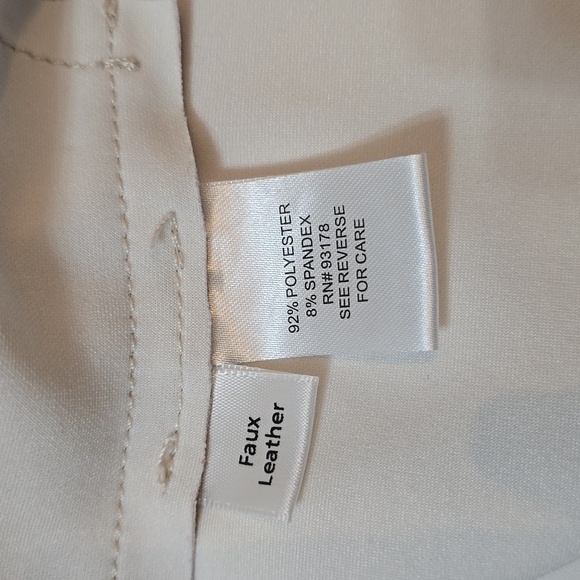 92% POLYESTER
8% SPANDEX
RN# 93178
SEE REVERSE
FOR CARE
Faux
Leather